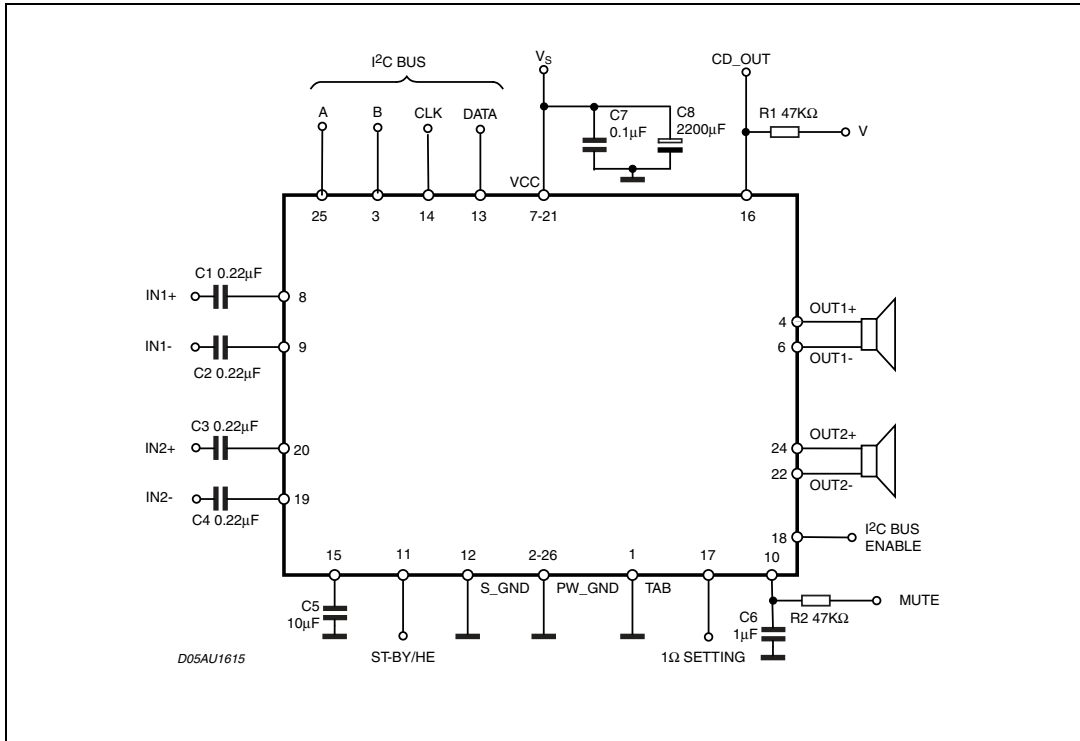 I²C BUS
A
B
CLK
DATA
VS
C7
0.1µF
C8
2200µF
CD_OUT
R1 47KΩ
V
VCC
25
3
14
13
7-21
16
IN1+
C1 0.22µF
8
IN1-
C2 0.22µF
9
IN2+
C3 0.22µF
20
IN2-
C4 0.22µF
19
4
OUT1+
6
OUT1-
24
OUT2+
22
OUT2-
18
I²C BUS
ENABLE
15
11
12
2-26
1
17
10
S_GND
PW_GND
TAB
C5
10µF
ST-BY/HE
1Ω SETTING
C6
1µF
R2 47KΩ
MUTE
D05AU1615